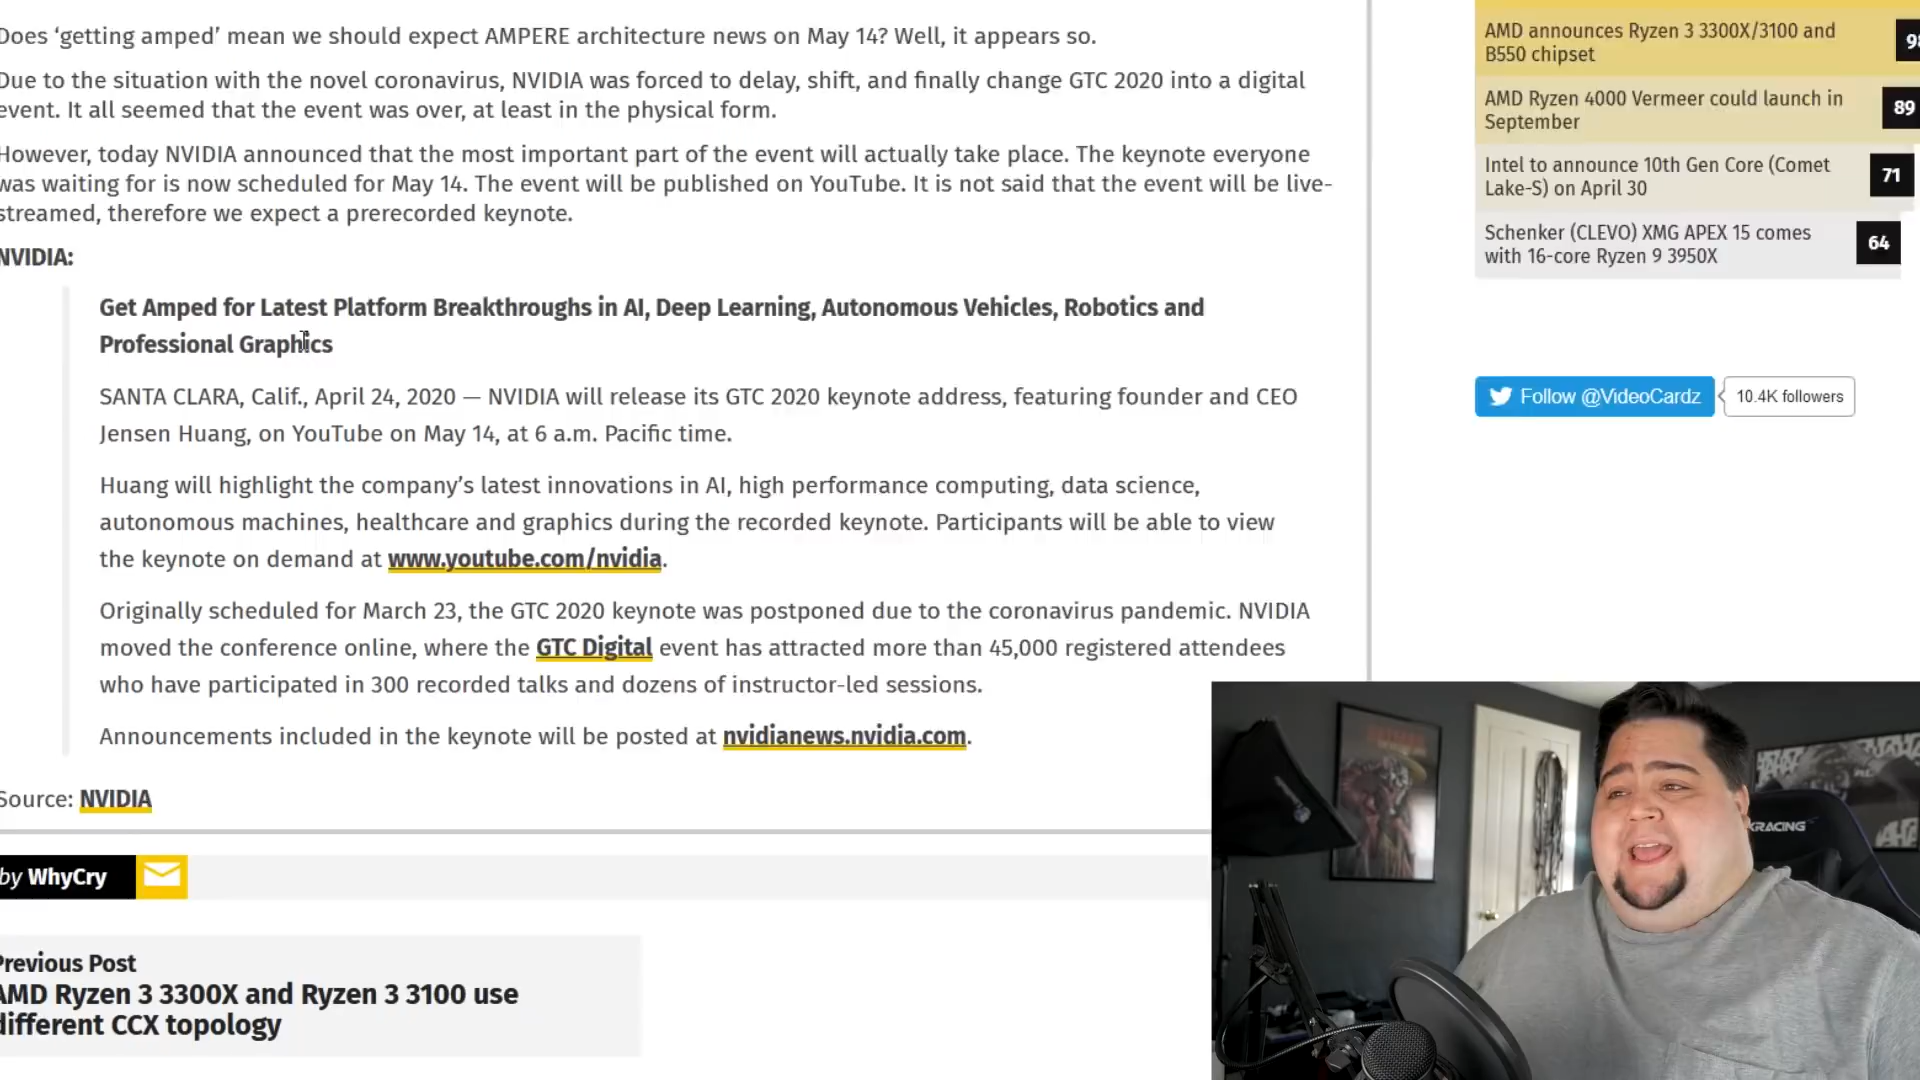 Does ‘getting amped’ mean we should expect AMPERE architecture news on May 14? Well, it appears so.
Due to the situation with the novel coronavirus, NVIDIA was forced to delay, shift, and finally change GTC 2020 into a digital
event. It all seemed that the event was over, at least in the physical form.
However, today NVIDIA announced that the most important part of the event will actually take place. The keynote everyone
was waiting for is now scheduled for May 14. The event will be published on YouTube. It is not said that the event will be live-
streamed, therefore we expect a prerecorded keynote.
NVIDIA:
Get Amped for Latest Platform Breakthroughs in AI, Deep Learning, Autonomous Vehicles, Robotics and
Professional Graphics
SANTA CLARA, Calif., April 24, 2020 — NVIDIA will release its GTC 2020 keynote address, featuring founder and CEO
Jensen Huang, on YouTube on May 14, at 6 a.m. Pacific time.
Huang will highlight the company’s latest innovations in AI, high performance computing, data science,
autonomous machines, healthcare and graphics during the recorded keynote. Participants will be able to view
the keynote on demand at www.youtube.com/nvidia.
Originally scheduled for March 23, the GTC 2020 keynote was postponed due to the coronavirus pandemic. NVIDIA
moved the conference online, where the GTC Digital event has attracted more than 45,000 registered attendees
who have participated in 300 recorded talks and dozens of instructor-led sessions.
Announcements included in the keynote will be posted at nvidianews.nvidia.com.
Source: NVIDIA
by WhyCry
Previous Post
AMD Ryzen 3 3300X and Ryzen 3 3100 use
different CCX topology
AMD announces Ryzen 3 3300X/3100 and
B550 chipset
AMD Ryzen 4000 Vermeer could launch in
September
89
Intel to announce 10th Gen Core (Comet
Lake-S) on April 30
71
Schenker (CLEVO) XMG APEX 15 comes
with 16-core Ryzen 9 3950X
64
Follow @VideoCardz
10.4K followers